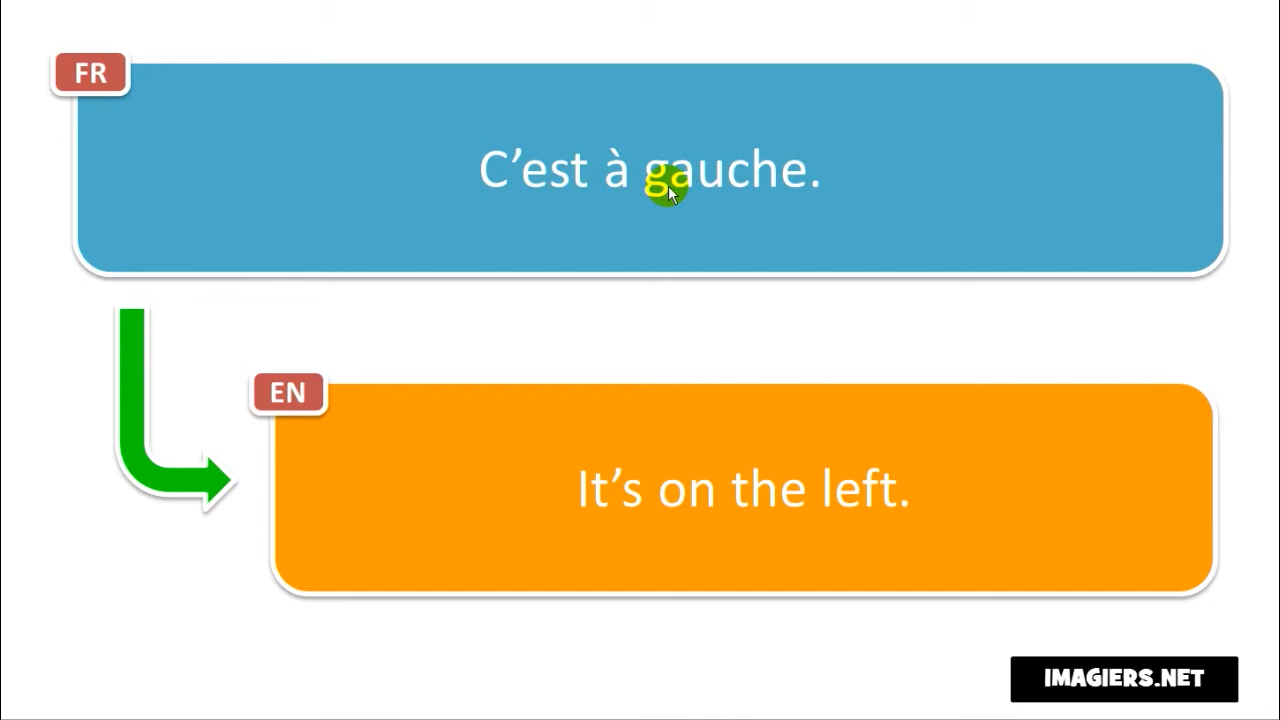 FR
C’est à gauche.
EN
It’s on the left.
IMAGIERS.NET